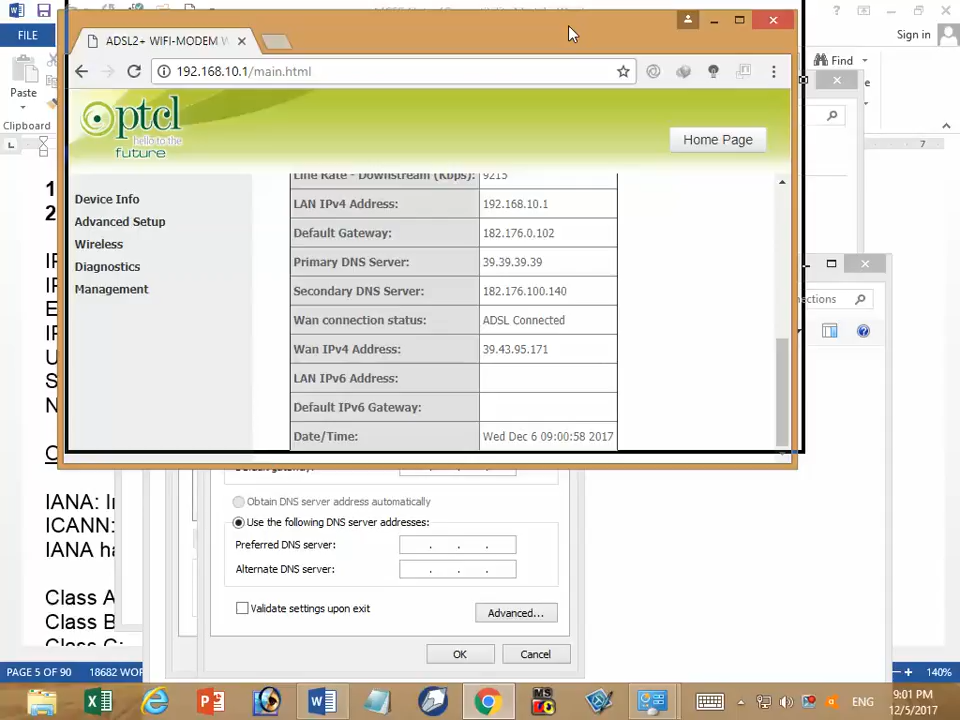 FILE
Sign in
ADSL2+ WIFI-MODEM W
192.168.10.1/main.html
Paste
Find
Clipboard
ptcl
hello to the
future
Home Page
7
1
2
Device Info
Advanced Setup
Wireless
Diagnostics
Management
Line Rate - Downstream (Kbps): 9215
LAN IPv4 Address: 192.168.10.1
Default Gateway: 182.176.0.102
Primary DNS Server: 39.39.39.39
Secondary DNS Server: 182.176.100.140
Wan connection status: ADSL Connected
Wan IPv4 Address: 39.43.95.171
LAN IPv6 Address:
Default IPv6 Gateway:
Date/Time: Wed Dec 6 09:00:58 2017
Obtain DNS server address automatically
Use the following DNS server addresses:
Preferred DNS server: . . .
Alternate DNS server: . . .
Validate settings upon exit
Advanced...
OK
Cancel
IANA: I
ICANN:
IANA ha
Class A
Class B
Class C:
PAGE 5 OF 90
18682 WOR
140%
ENG
9:01 PM
12/5/2017